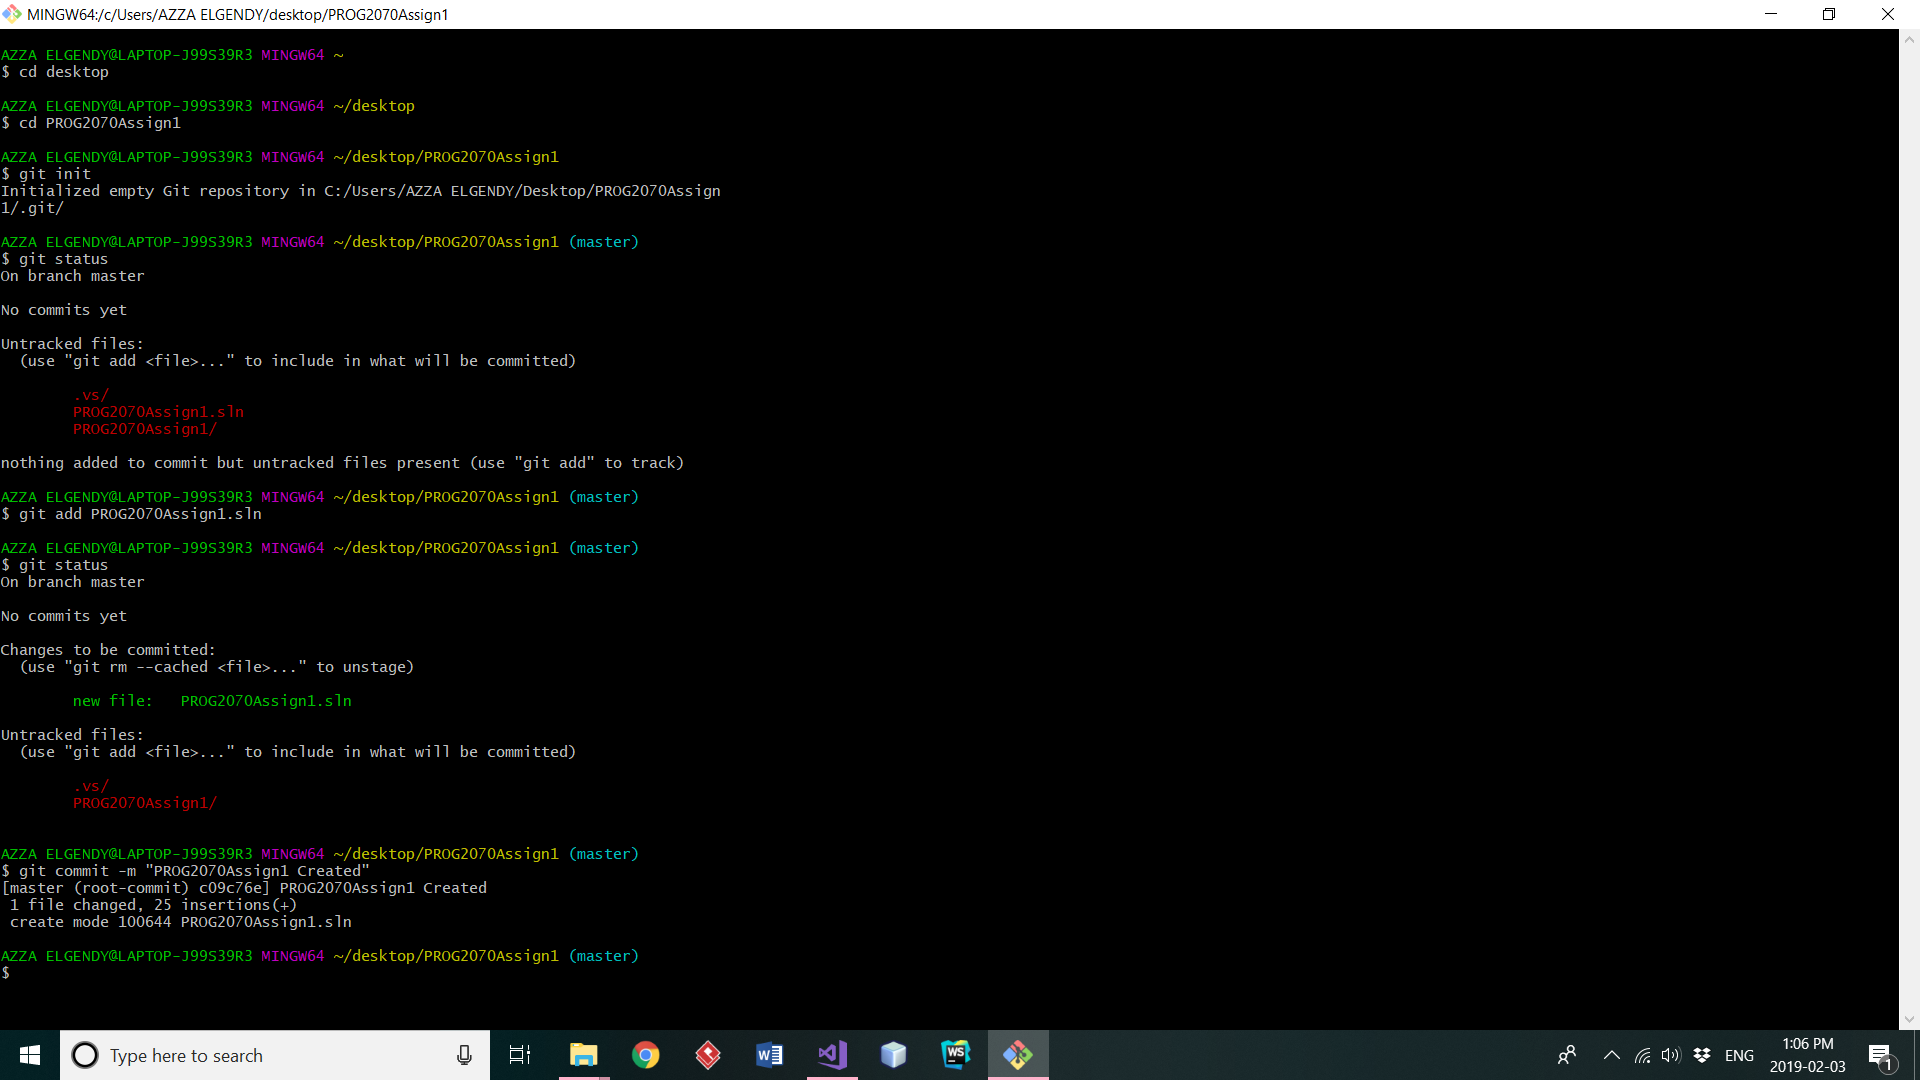 MINGW64:/c/Users/AZZA ELGENDY/desktop/PROG2070Assign1
AZZA ELGENDY@LAPTOP-J99S39R3 MINGW64 ~
$ cd desktop
AZZA ELGENDY@LAPTOP-J99S39R3 MINGW64 ~/desktop
$ cd PROG2070Assign1
AZZA ELGENDY@LAPTOP-J99S39R3 MINGW64 ~/desktop/PROG2070Assign1
$ git init
Initialized empty Git repository in C:/Users/AZZA ELGENDY/Desktop/PROG2070Assign
1/.git/
AZZA ELGENDY@LAPTOP-J99S39R3 MINGW64 ~/desktop/PROG2070Assign1 (master)
$ git status
On branch master
No commits yet
Untracked files:
  (use "git add <file>..." to include in what will be committed)
        .vs/
        PROG2070Assign1.sln
        PROG2070Assign1/
nothing added to commit but untracked files present (use "git add" to track)
AZZA ELGENDY@LAPTOP-J99S39R3 MINGW64 ~/desktop/PROG2070Assign1 (master)
$ git add PROG2070Assign1.sln
AZZA ELGENDY@LAPTOP-J99S39R3 MINGW64 ~/desktop/PROG2070Assign1 (master)
$ git status
On branch master
No commits yet
Changes to be committed:
  (use "git rm --cached <file>..." to unstage)
        new file:   PROG2070Assign1.sln
Untracked files:
  (use "git add <file>..." to include in what will be committed)
        .vs/
        PROG2070Assign1/
AZZA ELGENDY@LAPTOP-J99S39R3 MINGW64 ~/desktop/PROG2070Assign1 (master)
$ git commit -m "PROG2070Assign1 Created"
[master (root-commit) c09c76e] PROG2070Assign1 Created
 1 file changed, 25 insertions(+)
 create mode 100644 PROG2070Assign1.sln
AZZA ELGENDY@LAPTOP-J99S39R3 MINGW64 ~/desktop/PROG2070Assign1 (master)
$
Type here to search
W
WS
ENG
1:06 PM
2019-02-03
1